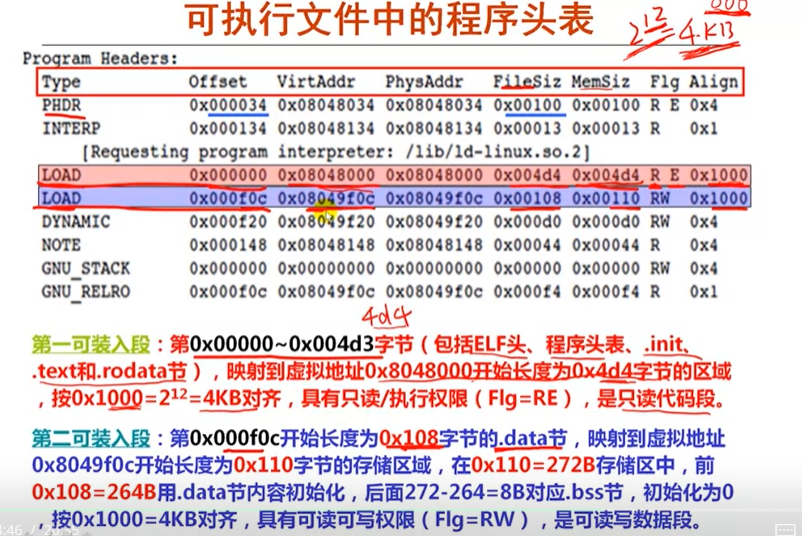 可执行文件中的程序头表
000
2^12
4.KB
Program Headers:
Type Offset VirtAddr PhysAddr FileSiz MemSiz Flg Align
PHDR 0x000034 0x08048034 0x08048034 0x00100 0x00100 R E 0x4
INTERP 0x000134 0x08048134 0x08048134 0x00013 0x00013 R 0x1
[Requesting program interpreter: /lib/ld-linux.so.2]
LOAD 0x000000 0x08048000 0x08048000 0x004d4 0x004d4 R E 0x1000
LOAD 0x000f0c 0x08049f0c 0x08049f0c 0x00108 0x00110 RW 0x1000
DYNAMIC 0x000f20 0x08049f20 0x08049f20 0x000d0 0x000d0 RW 0x4
NOTE 0x000148 0x08048148 0x08048148 0x00044 0x00044 R 0x4
GNU_STACK 0x000000 0x00000000 0x00000000 0x00000 0x00000 RW 0x4
GNU_RELRO 0x000f0c 0x08049f0c 0x08049f0c 0x000f4 0x000f4 R 0x1
4d4
第一可装入段：第0x00000~0x004d3字节（包括ELF头、程序头表、.init、
.text和.rodata节），映射到虚拟地址0x8048000开始长度为0x4d4字节的区域
，按0x1000=2^12=4KB对齐，具有只读/执行权限（Flg=RE），是只读代码段。
第二可装入段：第0x000f0c开始长度为0x108字节的.data节，映射到虚拟地址
0x8049f0c开始长度为0x110字节的存储区域，在0x110=272B存储区中，前
0x108=264B用.data节内容初始化，后面272-264=8B对应.bss节，初始化为0
，按0x1000=4KB对齐，具有可读可写权限（Flg=RW），是可读写数据段。